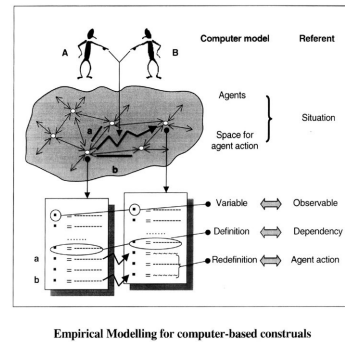 A B Computer model Referent
Agents
Situation
Space for
agent action
a
b
Variable Observable
Definition Dependency
a Redefinition Agent action
b
Empirical Modelling for computer-based construals